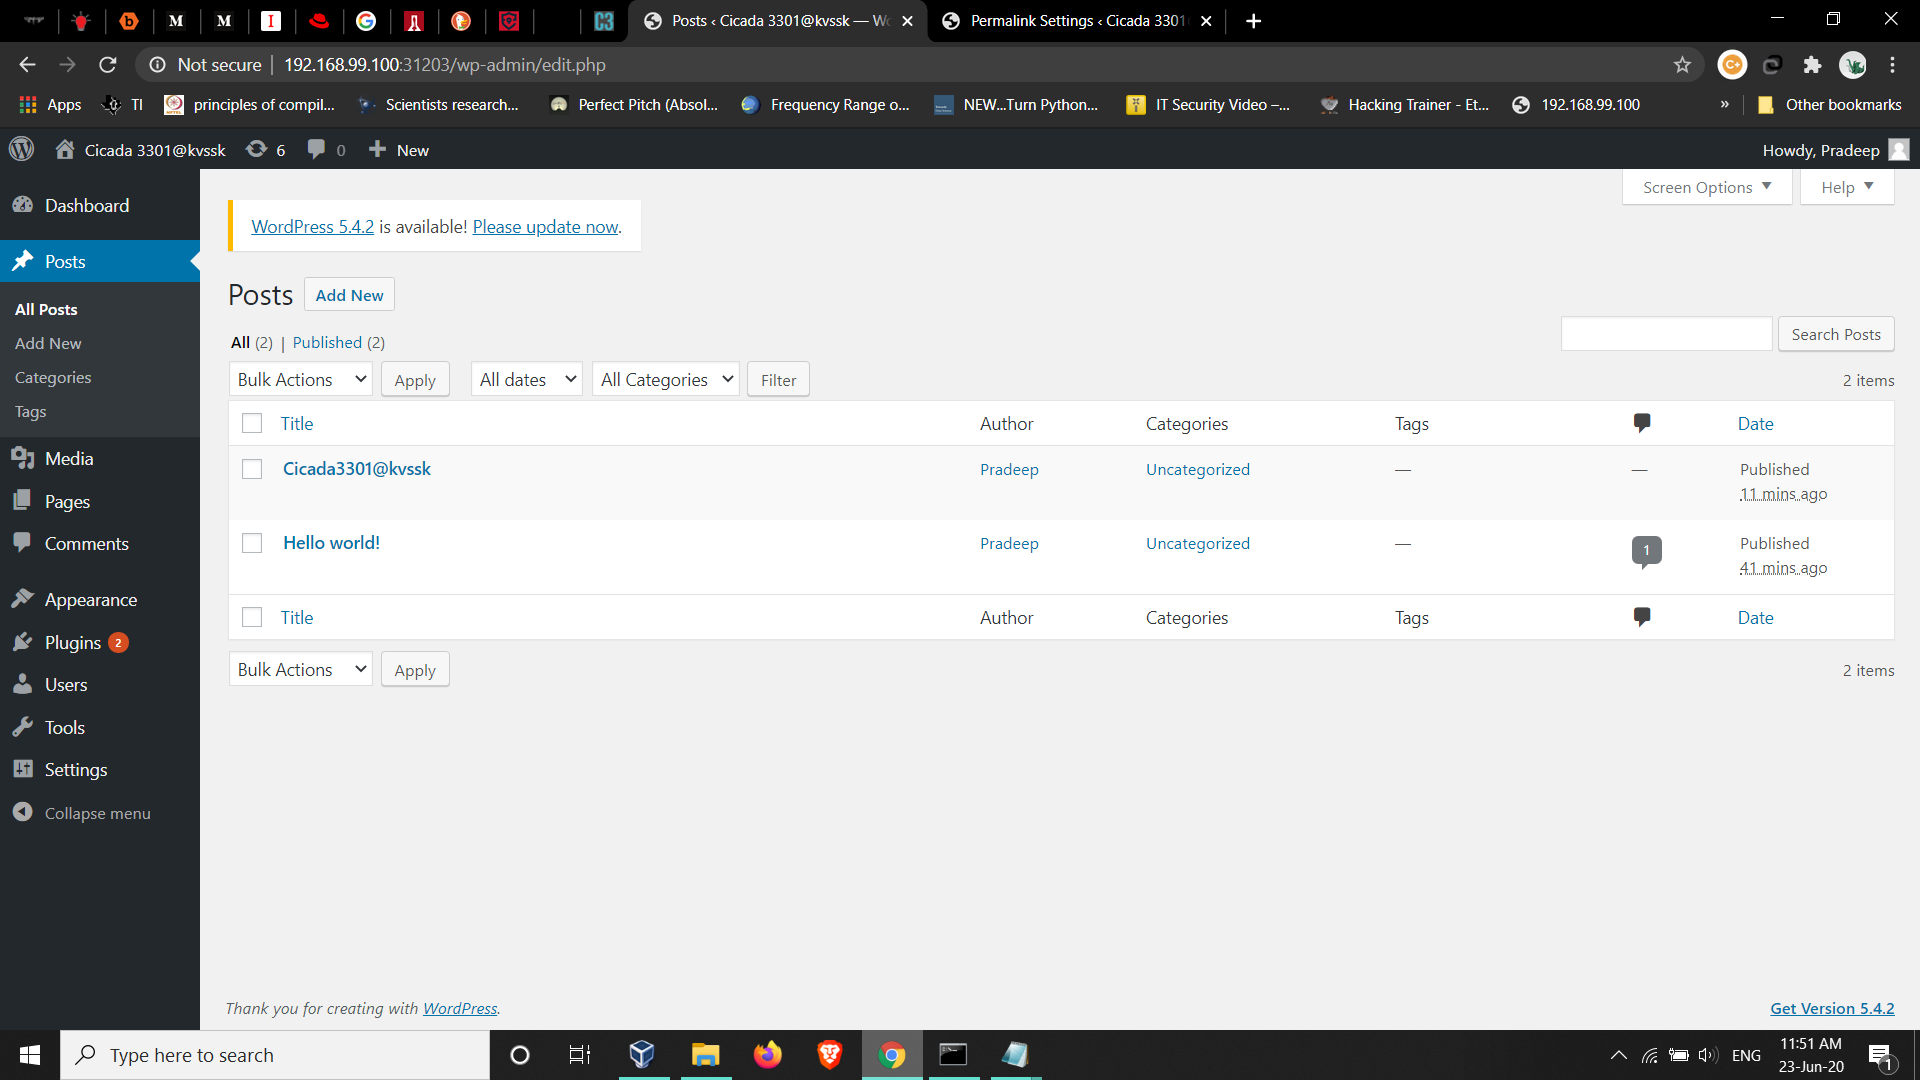 Posts ‹ Cicada 3301@kvssk — Wo
Permalink Settings ‹ Cicada 3301
Not secure
192.168.99.100:31203/wp-admin/edit.php
Apps
TI
principles of compil...
Scientists research...
Perfect Pitch (Absol...
Frequency Range o...
NEW...Turn Python...
IT Security Video –...
Hacking Trainer - Et...
192.168.99.100
»
Other bookmarks
Cicada 3301@kvssk
6
0
New
Howdy, Pradeep
Screen Options
Help
Dashboard
Posts
All Posts
Add New
Categories
Tags
Media
Pages
Comments
Appearance
Plugins 2
Users
Tools
Settings
Collapse menu
WordPress 5.4.2 is available! Please update now.
Posts
Add New
All (2) | Published (2)
Search Posts
Bulk Actions
Apply
All dates
All Categories
Filter
2 items
Title Author Categories Tags Date
Cicada3301@kvssk Pradeep Uncategorized — — Published
11 mins ago
Hello world! Pradeep Uncategorized — 1 Published
41 mins ago
Title Author Categories Tags Date
Bulk Actions
Apply
2 items
Thank you for creating with WordPress.
Get Version 5.4.2
Type here to search
ENG
11:51 AM
23-Jun-20
1